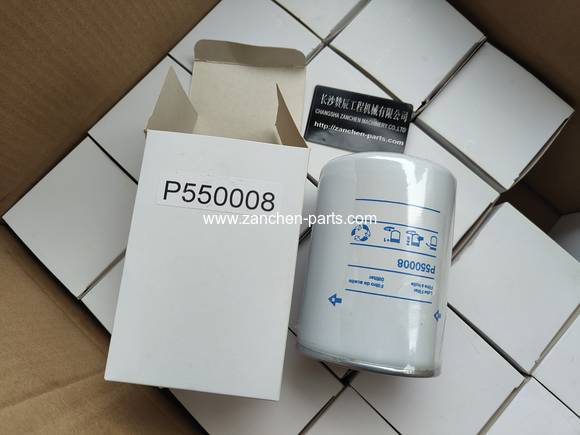 长沙赞辰工程机械有限公司
CHANGSHA ZANCHEN MACHINERY CO.,LTD
http://zanchen-parts.com
P550008
www.zanchen-parts.com
P550008
Lube Filter
Filtre à huile
Filtro de aceite
Ölfilter